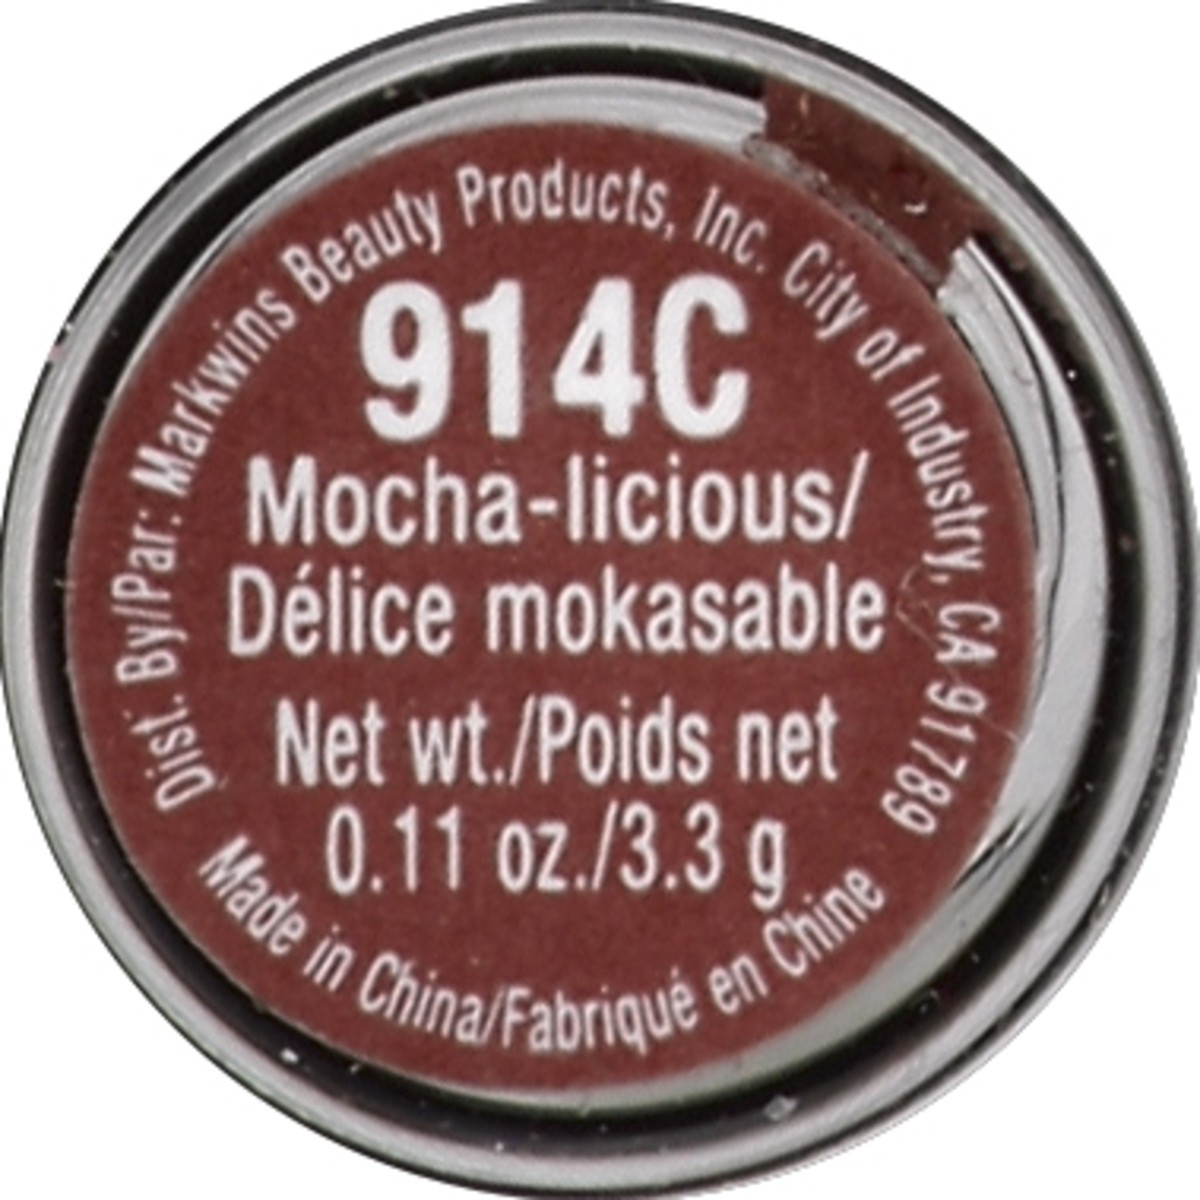 Dist. By/Par: Markwins Beauty Products, Inc. City of Industry, CA 91789
914C
Mocha-licious/
Délice mokasable
Net wt./Poids net
0.11 oz./3.3 g
Made in China/Fabriqué en Chine